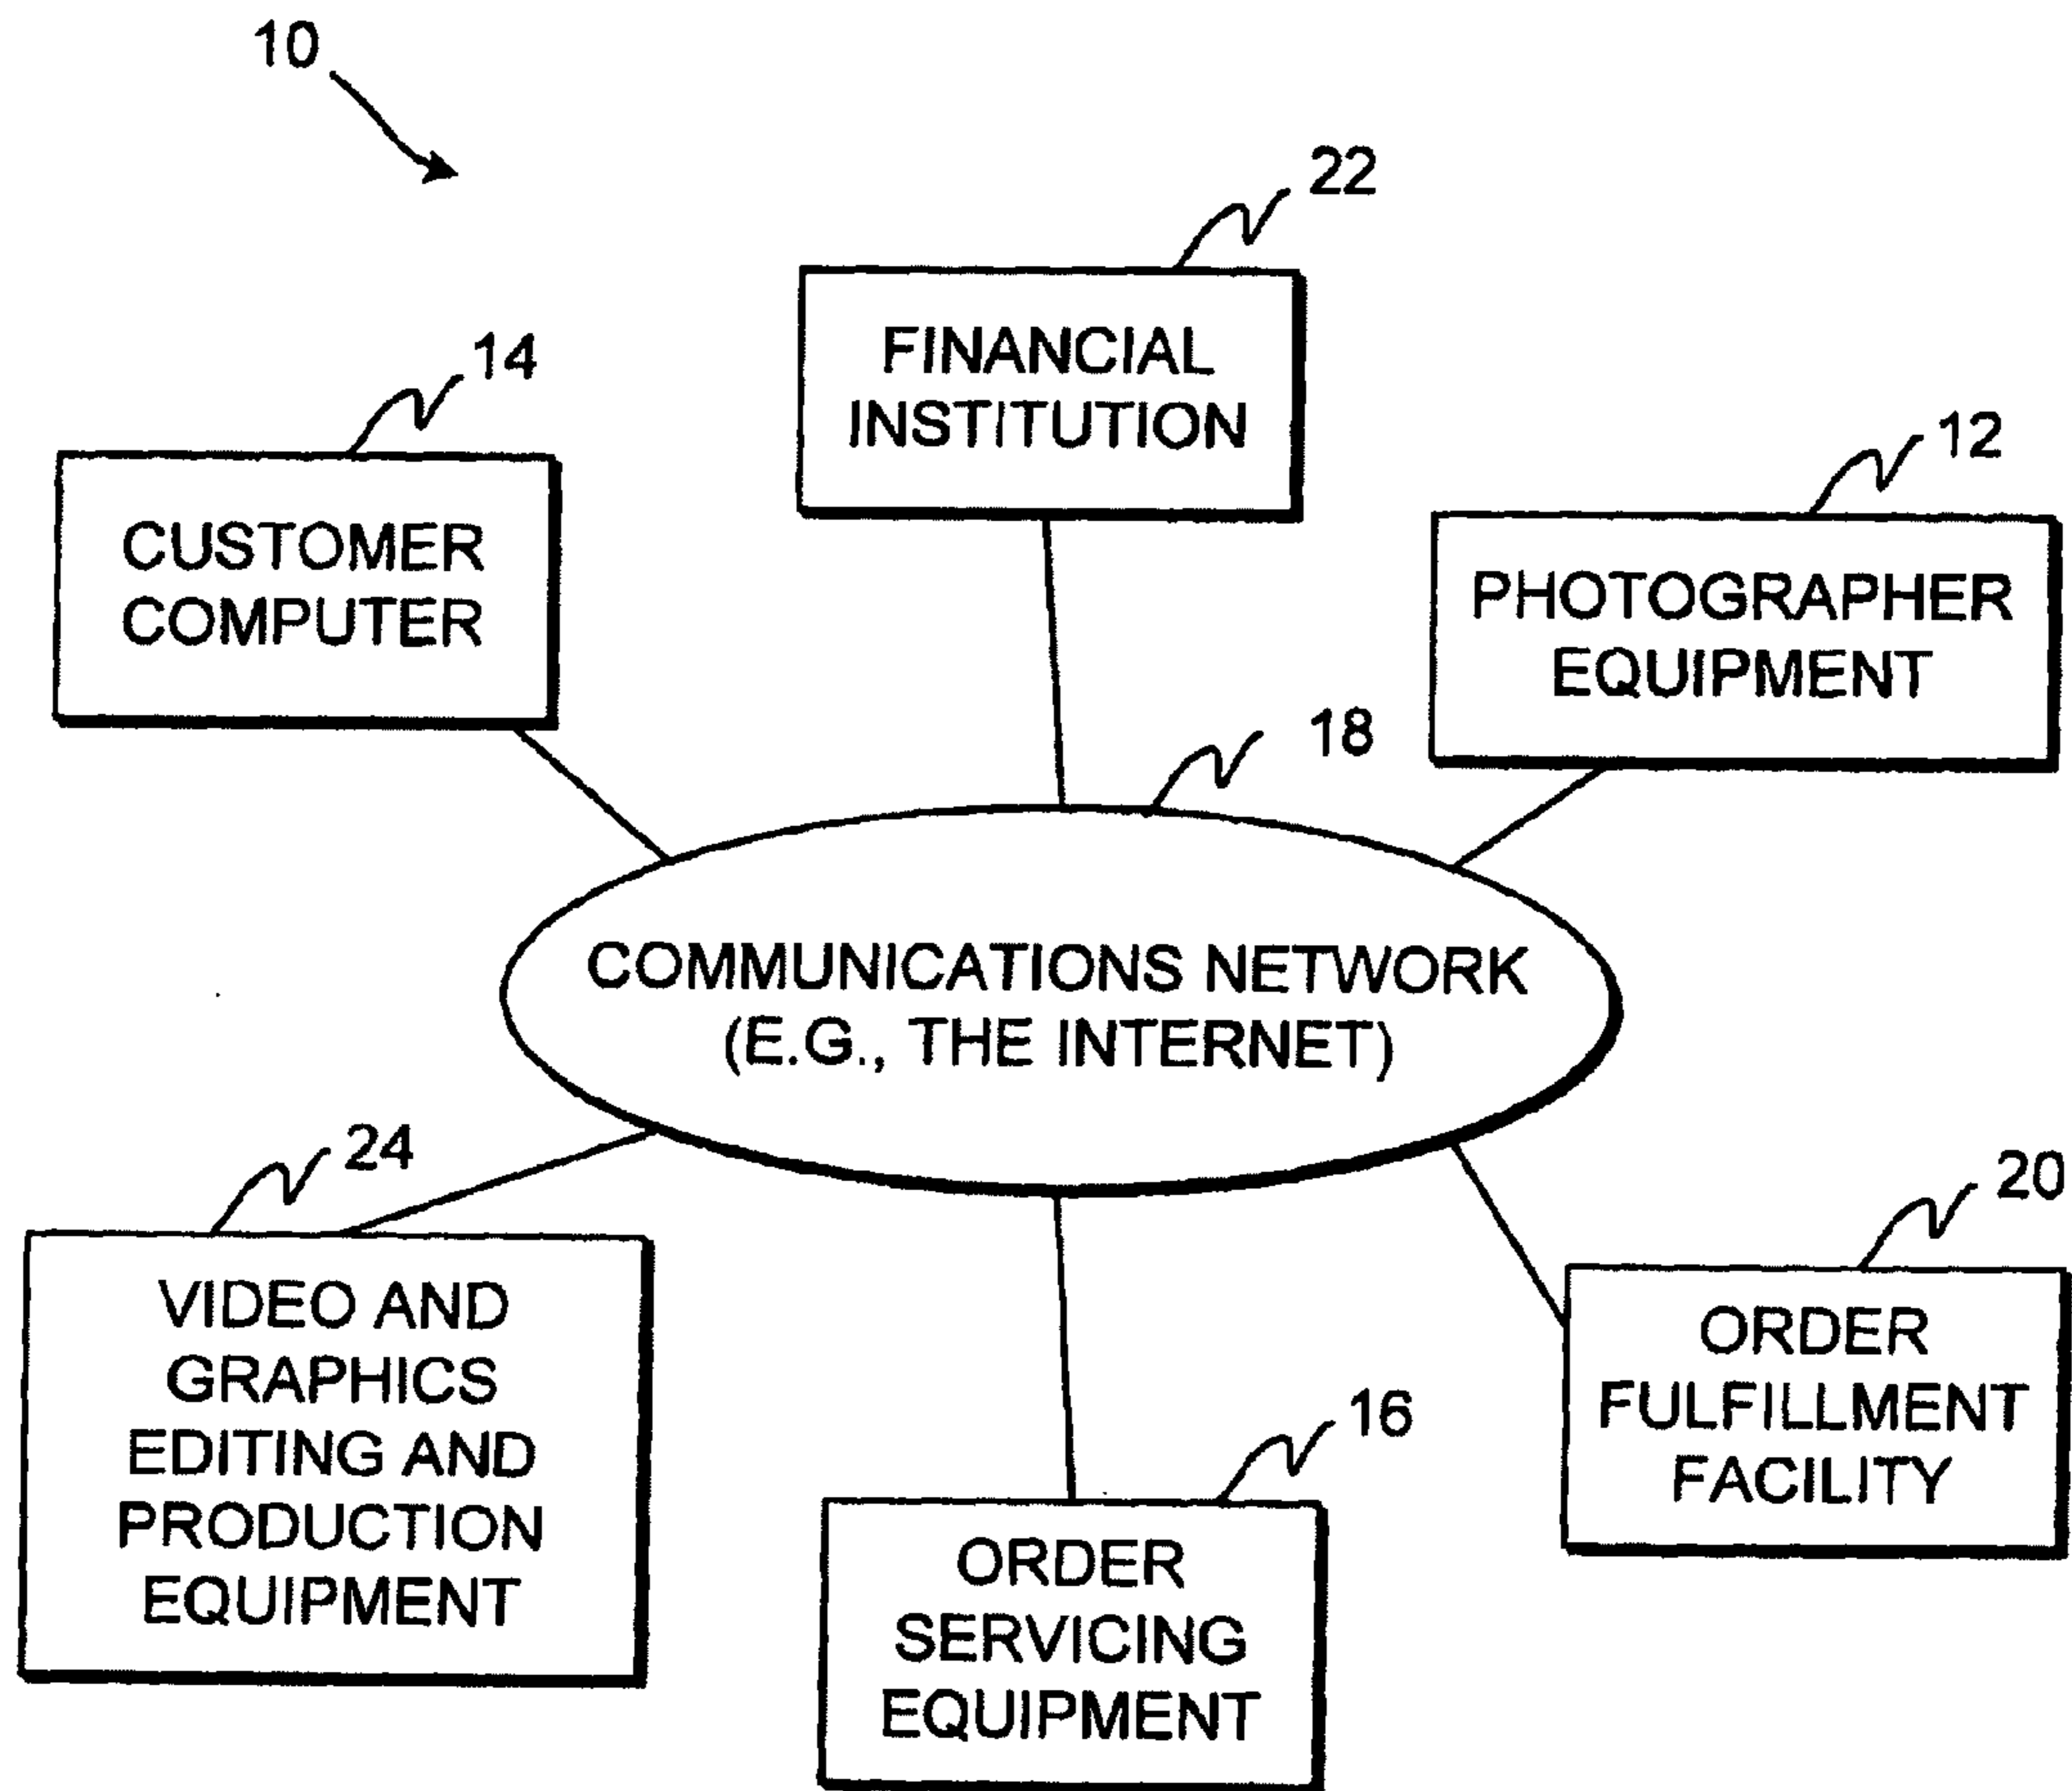 10
22
FINANCIAL
INSTITUTION
14
CUSTOMER
COMPUTER
12
PHOTOGRAPHER
EQUIPMENT
18
COMMUNICATIONS NETWORK
(E.G., THE INTERNET)
24
VIDEO AND
GRAPHICS
EDITING AND
PRODUCTION
EQUIPMENT
16
ORDER
SERVICING
EQUIPMENT
20
ORDER
FULFILLMENT
FACILITY